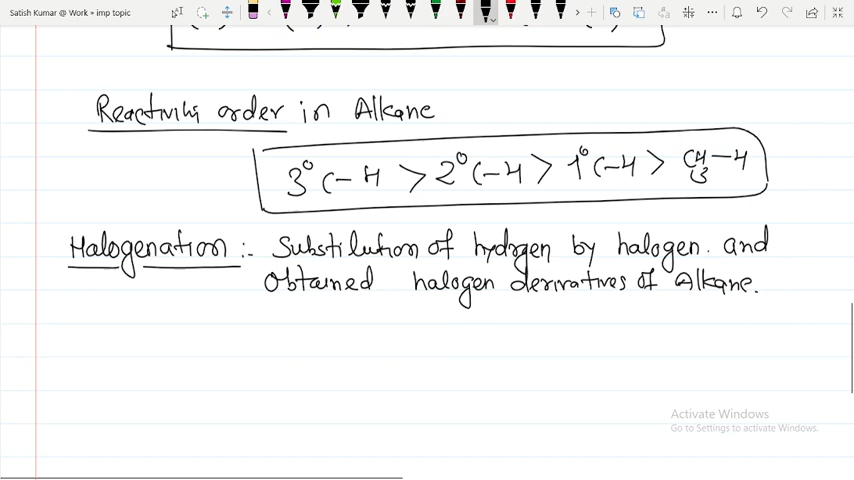 Satish Kumar @ Work » imp topic
Reactivity order in Alkane
3° C-H > 2° C-H > 1° C-H > CH3-H
Halogenation :- Substitution of hydrogen by halogen. and
Obtained halogen derivatives of Alkane.
Activate Windows
Go to Settings to activate Windows.